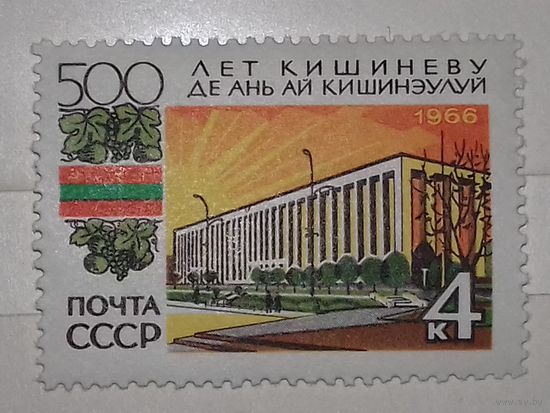 500 ЛЕТ КИШИНЕВУ
ДЕ АНЬ АЙ КИШИНЭУЛУЙ
1966
ПОЧТА
СССР
4
К